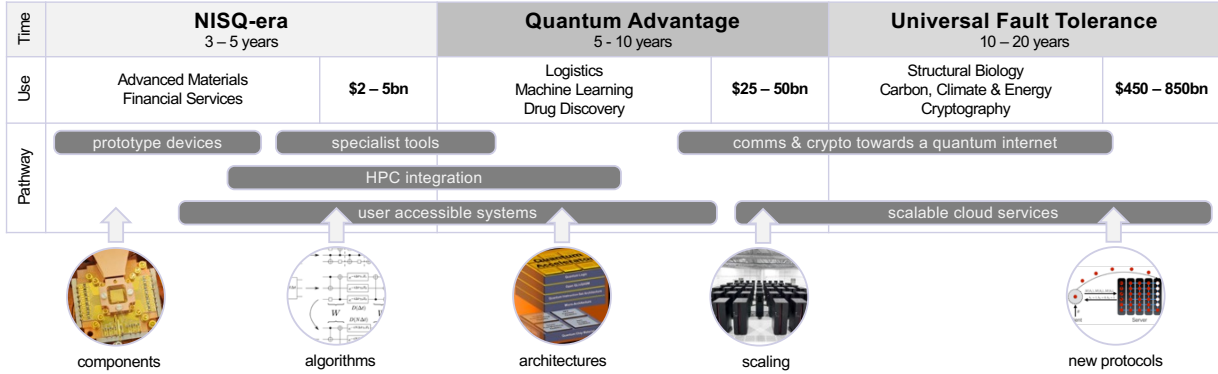 Time
NISQ-era
3 – 5 years
Quantum Advantage
5 - 10 years
Universal Fault Tolerance
10 – 20 years
Use
Advanced Materials
Financial Services
$2 – 5bn
Logistics
Machine Learning
Drug Discovery
$25 – 50bn
Structural Biology
Carbon, Climate & Energy
Cryptography
$450 – 850bn
Pathway
prototype devices
specialist tools
comms & crypto towards a quantum internet
HPC integration
user accessible systems
scalable cloud services
Quantum
Accelerator
W
Server
components
algorithms
architectures
scaling
new protocols